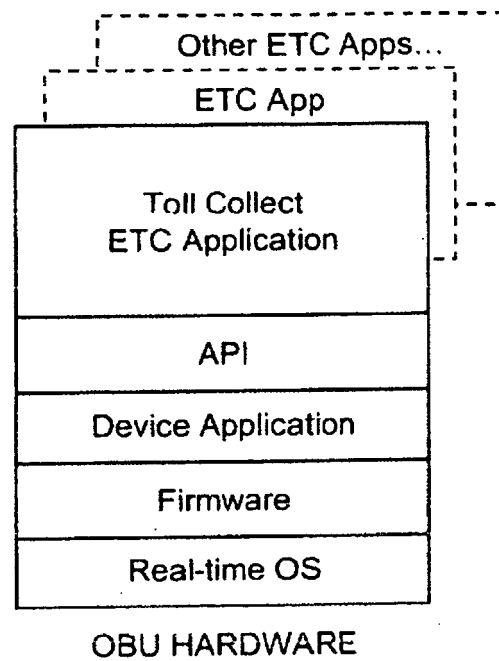 Other ETC Apps...
ETC App
Toll Collect
ETC Application
API
Device Application
Firmware
Real-time OS
OBU HARDWARE